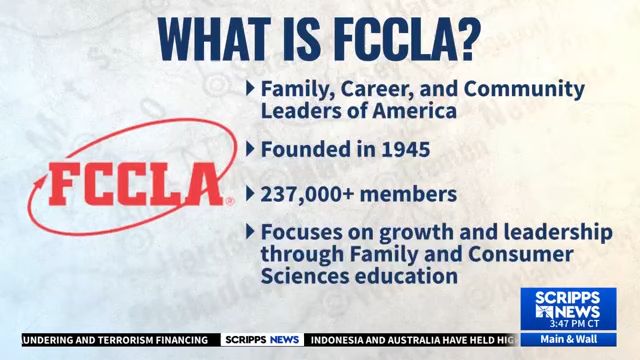 WHAT IS FCCLA?
Family, Career, and Community
Leaders of America
Founded in 1945
237,000+ members
Focuses on growth and leadership
through Family and Consumer
Sciences education
FCCLA®
SCRIPPS
NEWS
3:47 PM CT
Main & Wall
UNDERING AND TERRORISM FINANCING SCRIPPS NEWS INDONESIA AND AUSTRALIA HAVE HELD HIG